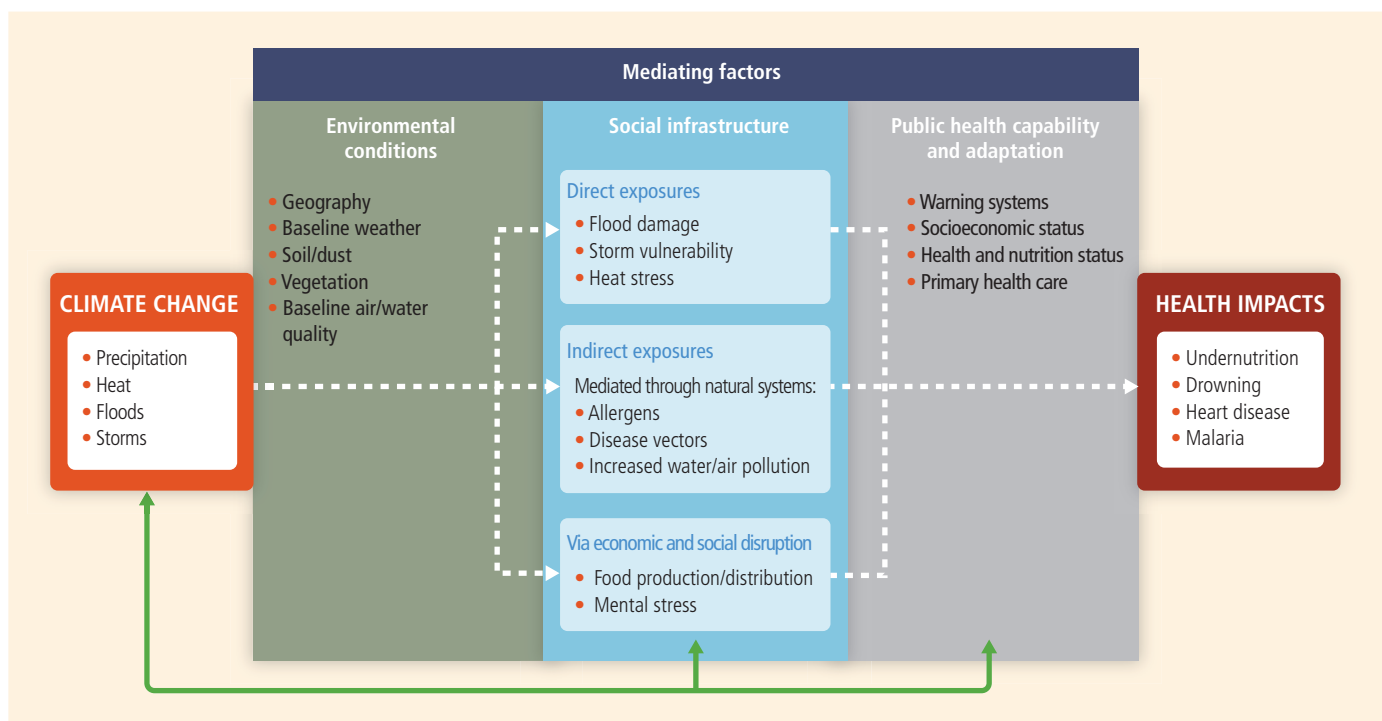 Mediating factors
Environmental
conditions
• Geography
• Baseline weather
• Soil/dust
• Vegetation
• Baseline air/water
quality
Social infrastructure
Direct exposures
• Flood damage
• Storm vulnerability
• Heat stress
Indirect exposures
Mediated through natural systems:
• Allergens
• Disease vectors
• Increased water/air pollution
Via economic and social disruption
• Food production/distribution
• Mental stress
Public health capability
and adaptation
• Warning systems
• Socioeconomic status
• Health and nutrition status
• Primary health care
CLIMATE CHANGE
• Precipitation
• Heat
• Floods
• Storms
HEALTH IMPACTS
• Undernutrition
• Drowning
• Heart disease
• Malaria